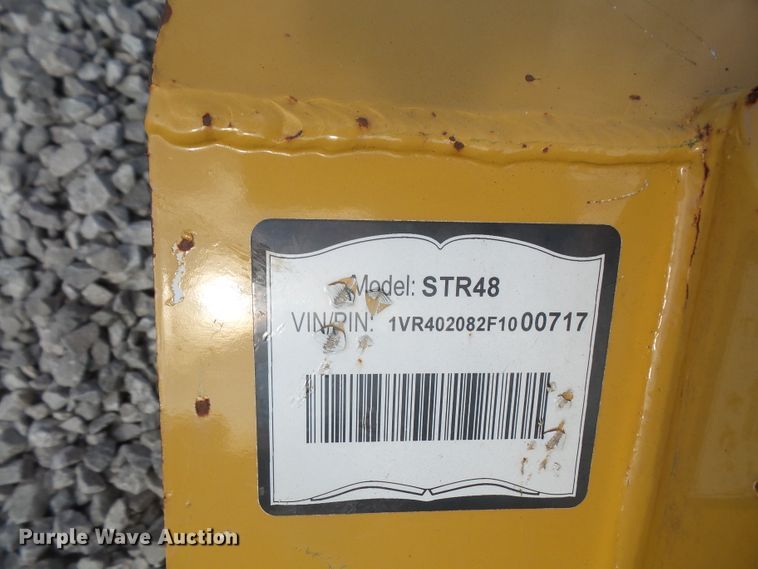 Model: STR48
VIN/PIN: 1VR402082F1000717
Purple Wave Auction